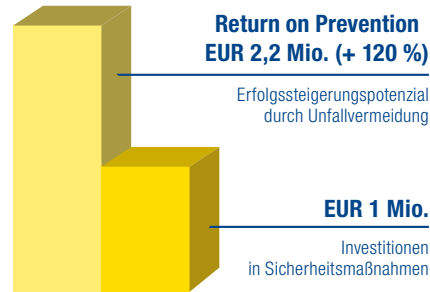 Return on Prevention
EUR 2,2 Mio. (+ 120 %)
Erfolgssteigerungspotenzial
durch Unfallvermeidung
EUR 1 Mio.
Investitionen
in Sicherheitsmaßnahmen